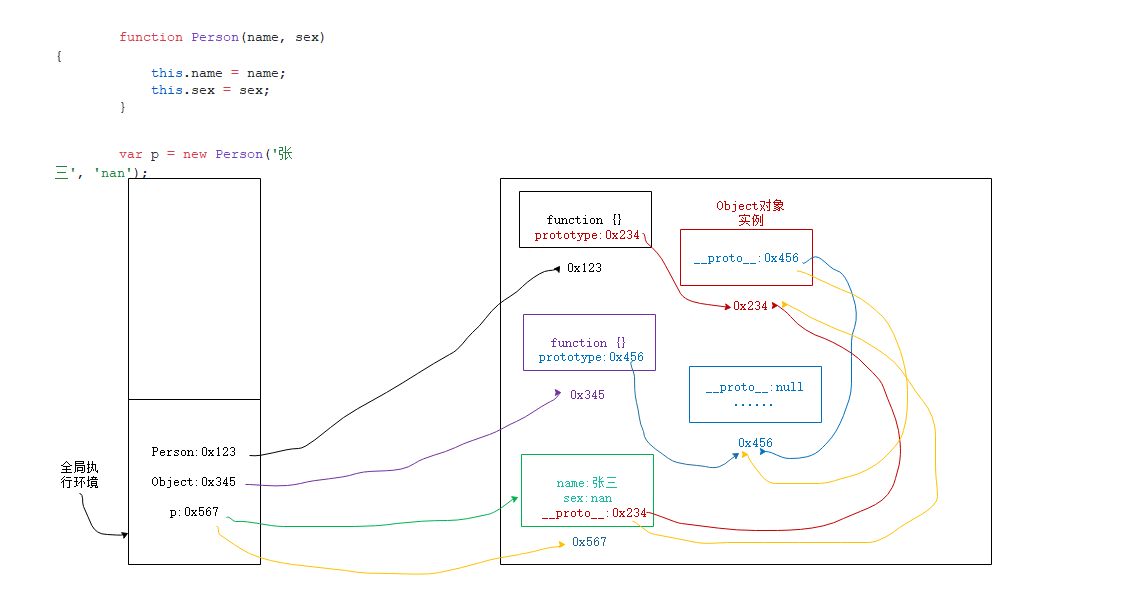 function Person(name, sex)
{
this.name = name;
this.sex = sex;
}
var p = new Person('张
三', 'nan');
function {}
prototype:0x234
0x123
Object对象
实例
__proto__:0x456
0x234
function {}
prototype:0x456
0x345
__proto__:null
......
0x456
Person:0x123
Object:0x345
p:0x567
全局执
行环境
name:张三
sex:nan
__proto__:0x234
0x567